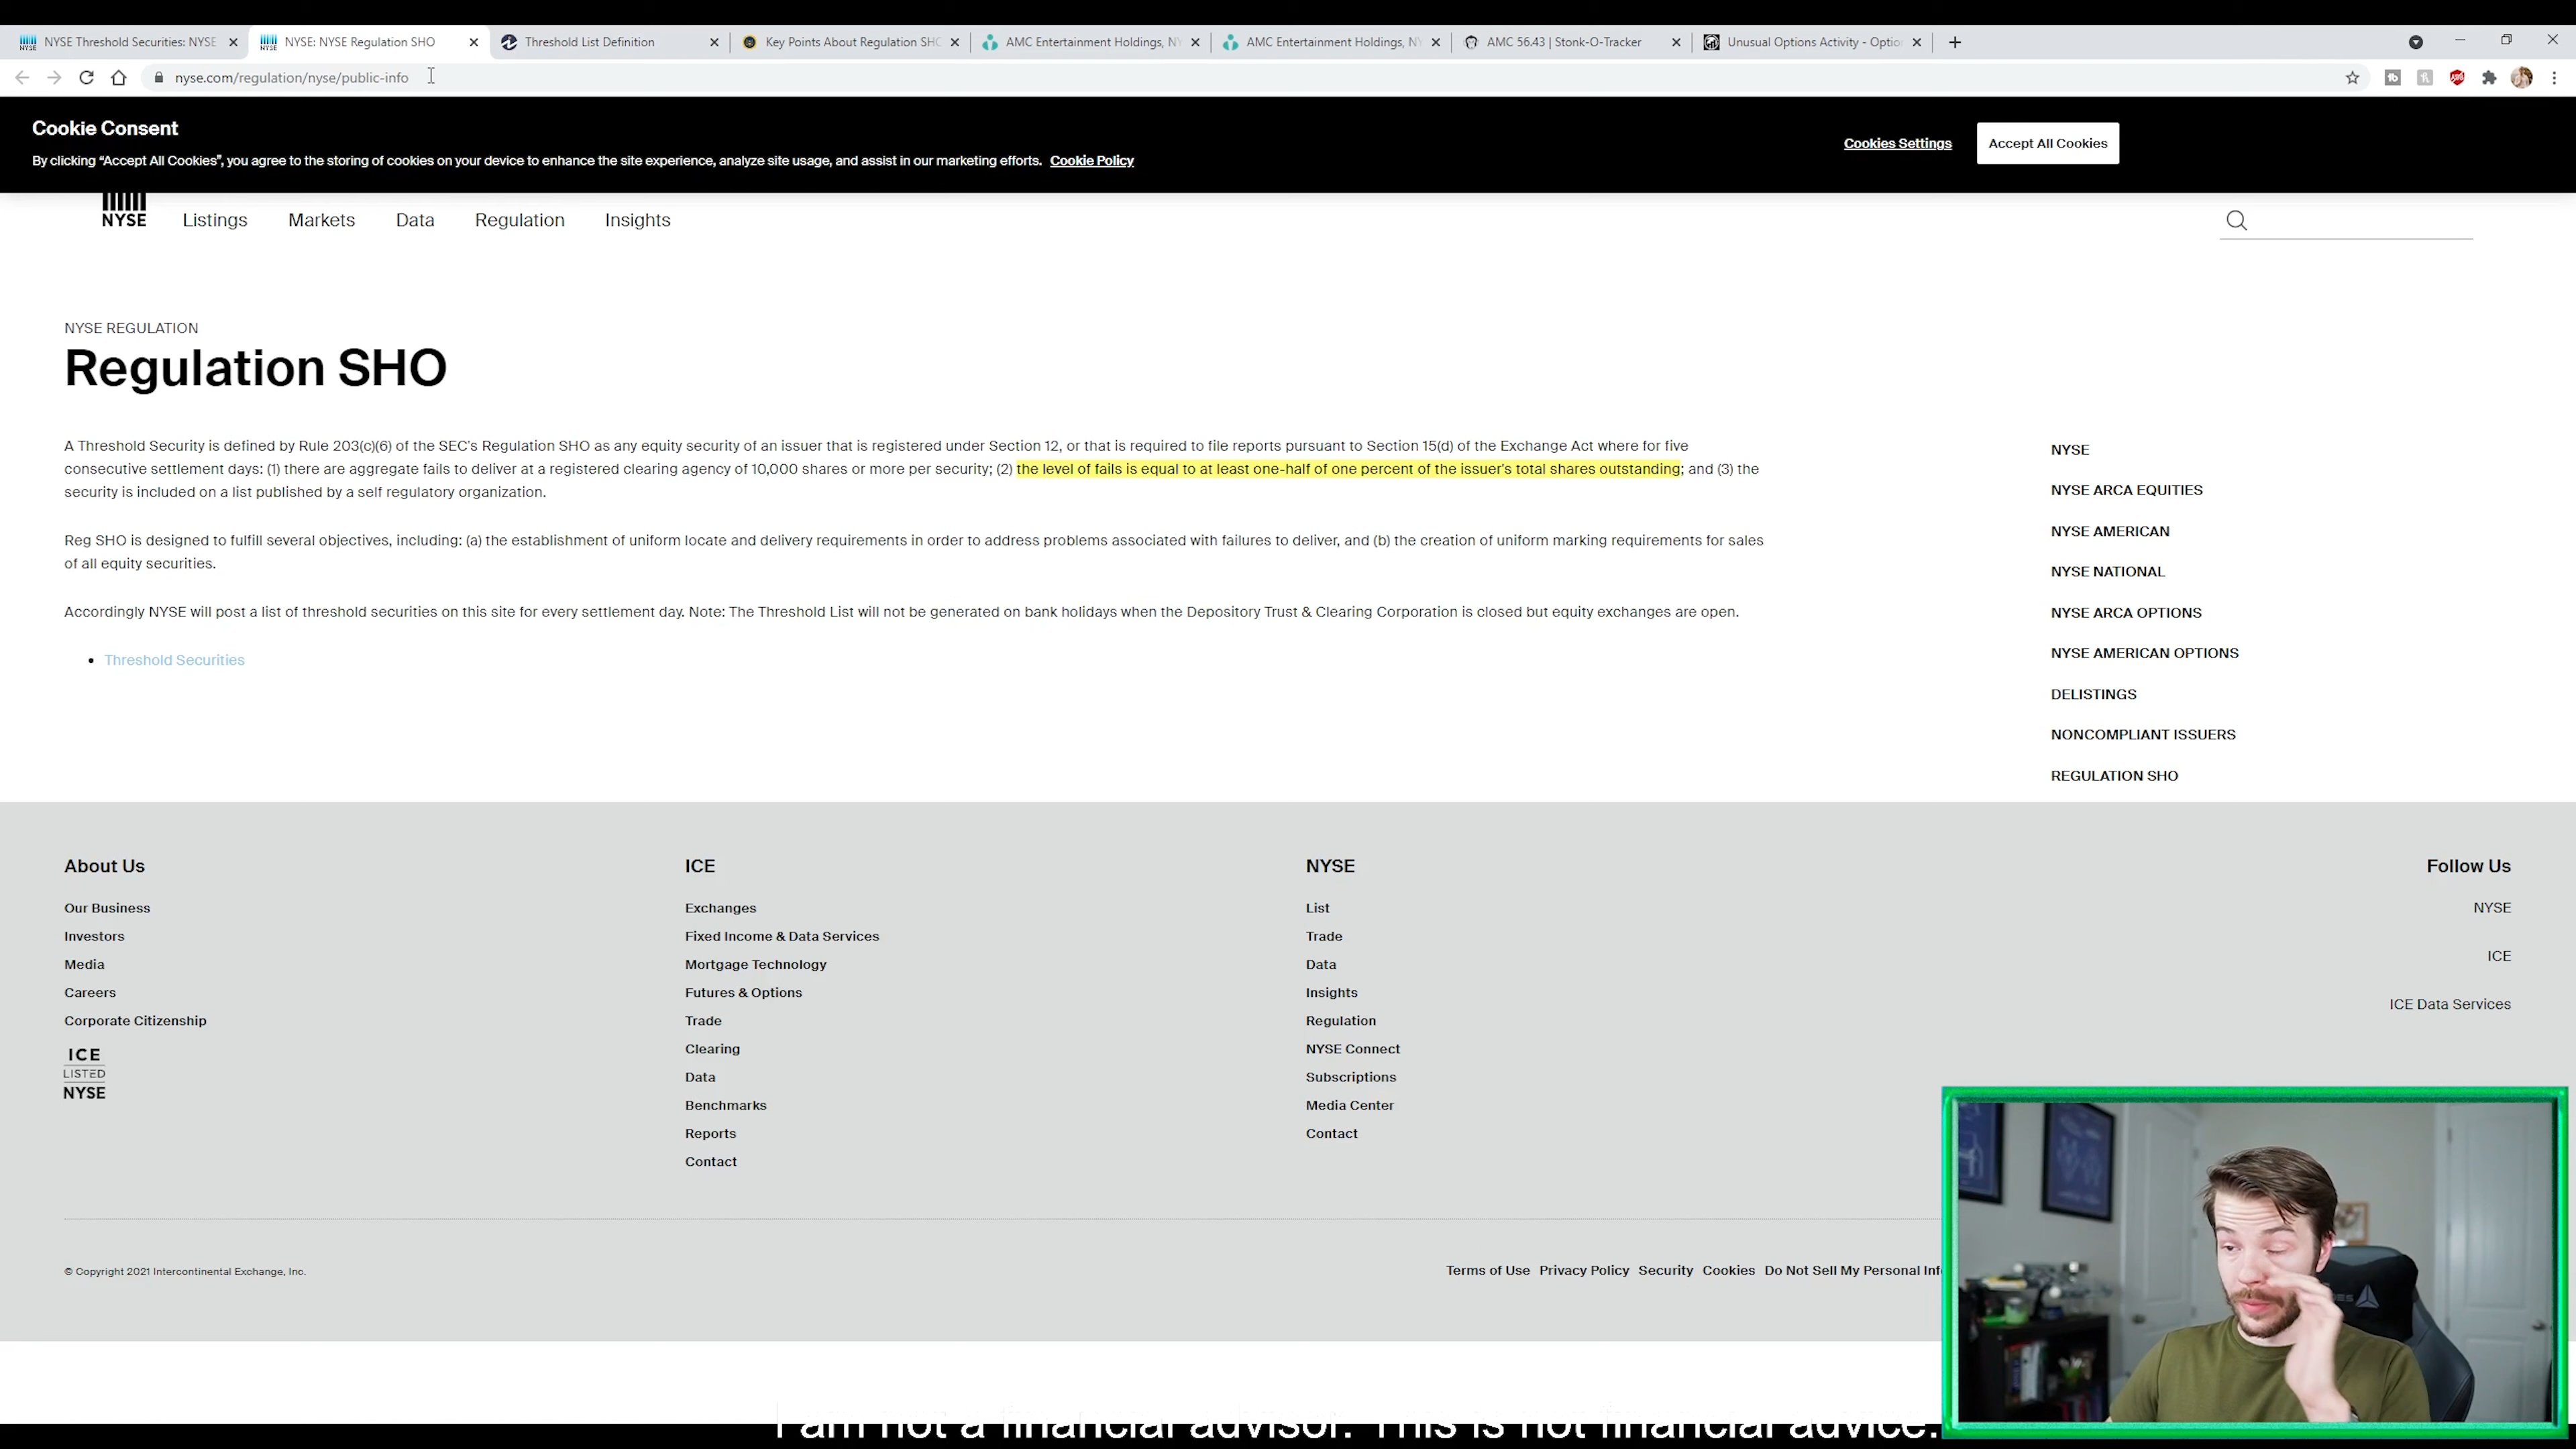 NYSE Threshold Securities: NYSE
NYSE: NYSE Regulation SHO
Threshold List Definition
Key Points About Regulation SHO
AMC Entertainment Holdings, NY
AMC Entertainment Holdings, NY
AMC 56.43 | Stonk-O-Tracker
Unusual Options Activity - Optio
nyse.com/regulation/nyse/public-info
Cookie Consent
By clicking “Accept All Cookies”, you agree to the storing of cookies on your device to enhance the site experience, analyze site usage, and assist in our marketing efforts. Cookie Policy
Cookies Settings
Accept All Cookies
NYSE
Listings
Markets
Data
Regulation
Insights
NYSE REGULATION
Regulation SHO
A Threshold Security is defined by Rule 203(c)(6) of the SEC's Regulation SHO as any equity security of an issuer that is registered under Section 12, or that is required to file reports pursuant to Section 15(d) of the Exchange Act where for five
consecutive settlement days: (1) there are aggregate fails to deliver at a registered clearing agency of 10,000 shares or more per security; (2) the level of fails is equal to at least one-half of one percent of the issuer's total shares outstanding; and (3) the
security is included on a list published by a self regulatory organization.
Reg SHO is designed to fulfill several objectives, including: (a) the establishment of uniform locate and delivery requirements in order to address problems associated with failures to deliver, and (b) the creation of uniform marking requirements for sales
of all equity securities.
Accordingly NYSE will post a list of threshold securities on this site for every settlement day. Note: The Threshold List will not be generated on bank holidays when the Depository Trust & Clearing Corporation is closed but equity exchanges are open.
• Threshold Securities
NYSE
NYSE ARCA EQUITIES
NYSE AMERICAN
NYSE NATIONAL
NYSE ARCA OPTIONS
NYSE AMERICAN OPTIONS
DELISTINGS
NONCOMPLIANT ISSUERS
REGULATION SHO
About Us
Our Business
Investors
Media
Careers
Corporate Citizenship
ICE
LISTED
NYSE
ICE
Exchanges
Fixed Income & Data Services
Mortgage Technology
Futures & Options
Trade
Clearing
Data
Benchmarks
Reports
Contact
NYSE
List
Trade
Data
Insights
Regulation
NYSE Connect
Subscriptions
Media Center
Contact
Follow Us
NYSE
ICE
ICE Data Services
© Copyright 2021 Intercontinental Exchange, Inc.
Terms of Use Privacy Policy Security Cookies Do Not Sell My Personal Inf
I am not a financial advisor. This is not financial advice.